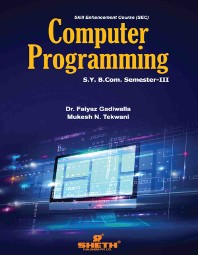 Skill Enhancement Course (SEC)
Computer
Programming
S.Y. B.Com. Semester-III
Dr. Faiyaz Gadiwalla
Mukesh N. Tekwani
SHETH